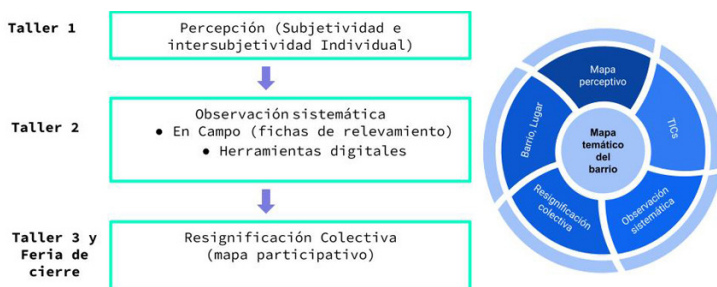 Taller 1
Percepción (Subjetividad e
intersubjetividad Individual)
Taller 2
Observación sistemática
● En Campo (fichas de relevamiento)
● Herramientas digitales
Taller 3 y
Feria de
cierre
Resignificación Colectiva
(mapa participativo)
Mapa
perceptivo
TICs
Observación
sistemática
Resignificación
colectiva
Barrio, Lugar
Mapa
temático
del
barrio